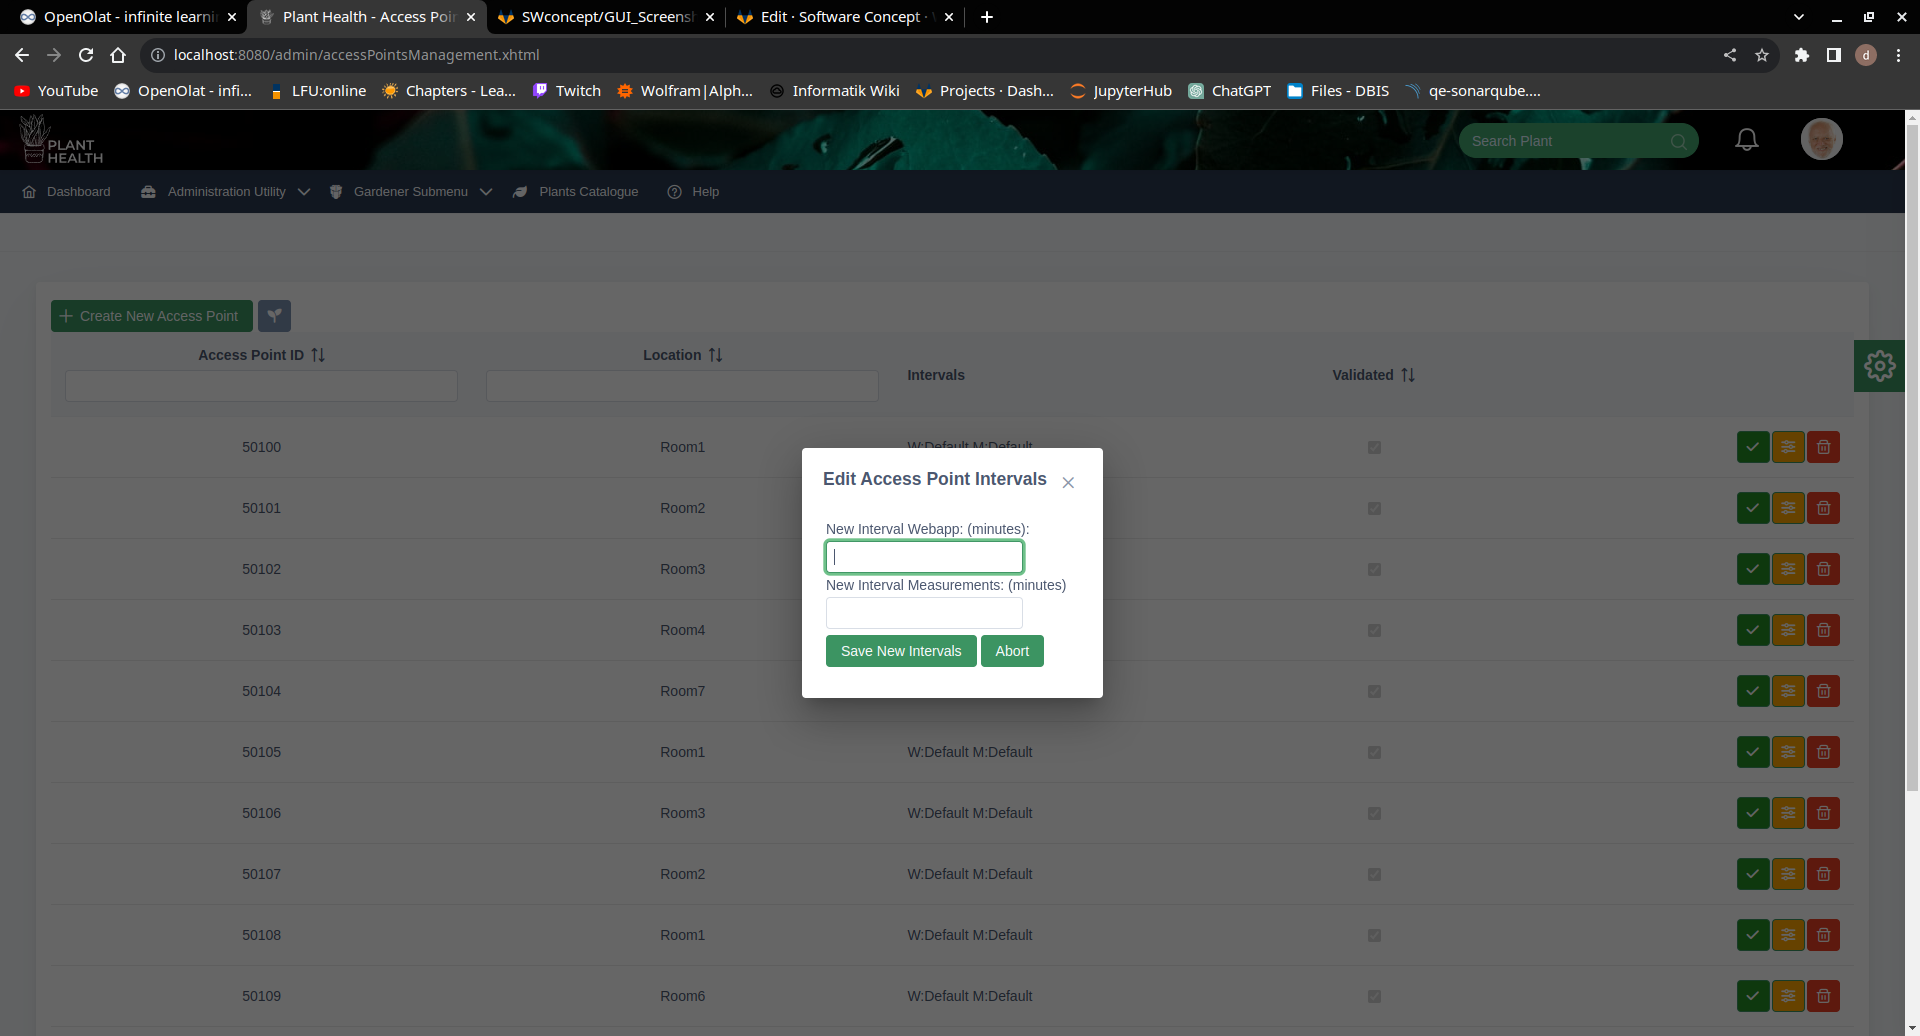 OpenOlat - infinite learni
Plant Health - Access Poi
SWconcept/GUI_Screensh
Edit · Software Concept ·
localhost:8080/admin/accessPointsManagement.xhtml
d
YouTube
OpenOlat - infi...
LFU:online
Chapters - Lea...
Twitch
Wolfram|Alph...
Informatik Wiki
Projects · Dash...
JupyterHub
ChatGPT
Files - DBIS
qe-sonarqube....
PLANT
HEALTH
Search Plant
Dashboard
Administration Utility
Gardener Submenu
Plants Catalogue
Help
Create New Access Point
Access Point ID
Location
Intervals
Validated
50100 Room1 W:Default M:Default
50101 Room2
50102 Room3
50103 Room4
50104 Room7
50105 Room1 W:Default M:Default
50106 Room3 W:Default M:Default
50107 Room2 W:Default M:Default
50108 Room1 W:Default M:Default
50109 Room6 W:Default M:Default
Edit Access Point Intervals
New Interval Webapp: (minutes):
New Interval Measurements: (minutes)
Save New Intervals
Abort